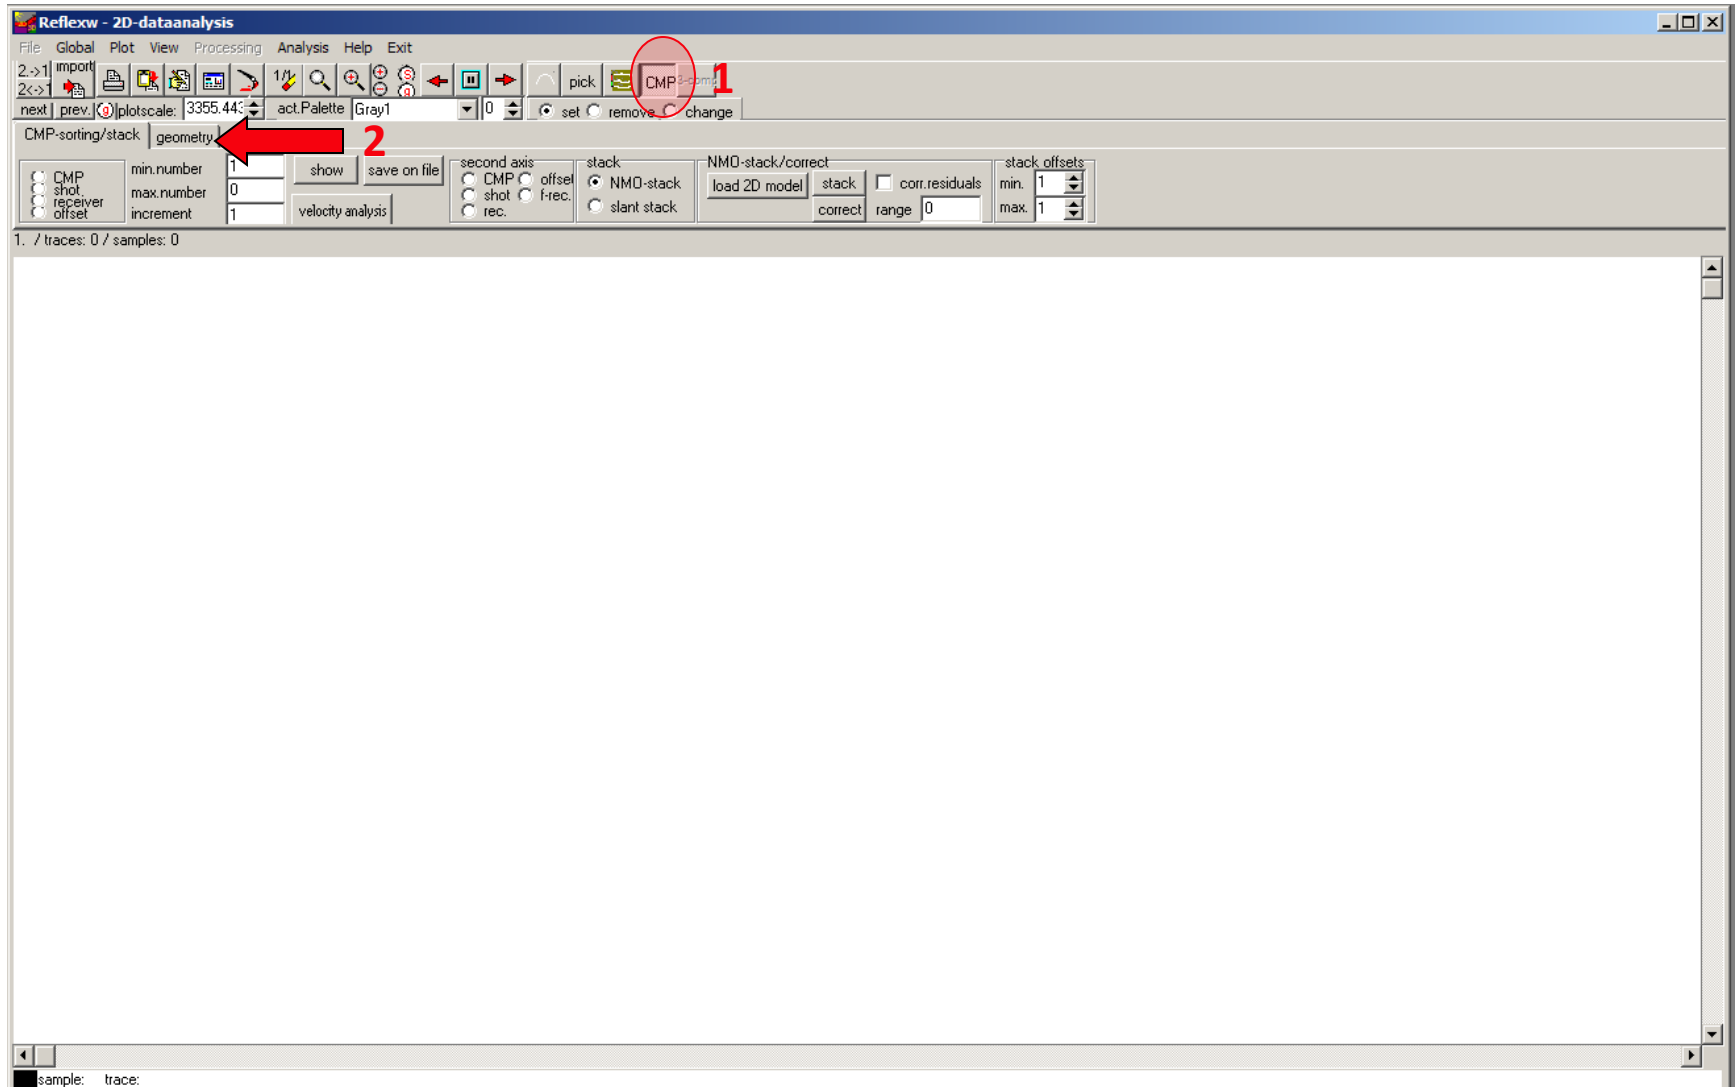 Reflexw - 2D-dataanalysis
File Global Plot View Processing Analysis Help Exit
2.->1 import 1/1 pick CMP 3-comp 1
2<->1
next prev. (g) plotscale: 3355.443 act.Palette Gray1 0 set remove change
CMP-sorting/stack geometry 2
CMP min.number 1 show save on file second axis stack NMO-stack/correct stack offsets
shot max.number 0 CMP offset NMO-stack load 2D model stack corr.residuals min. 1
receiver shot f-rec.
offset increment 1 velocity analysis rec. slant stack correct range 0 max. 1
1. / traces: 0 / samples: 0
sample: trace: